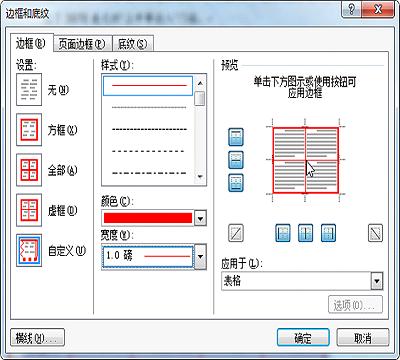 边框和底纹
边框(B) 页面边框(P) 底纹(S)
设置:
无(N)
方框(X)
全部(A)
虚框(D)
自定义(U)
样式(Y):
颜色(C):
宽度(W):
1.0 磅
预览
单击下方图示或使用按钮可
应用边框
应用于(L):
表格
选项(O)...
横线(H)...
确定
取消